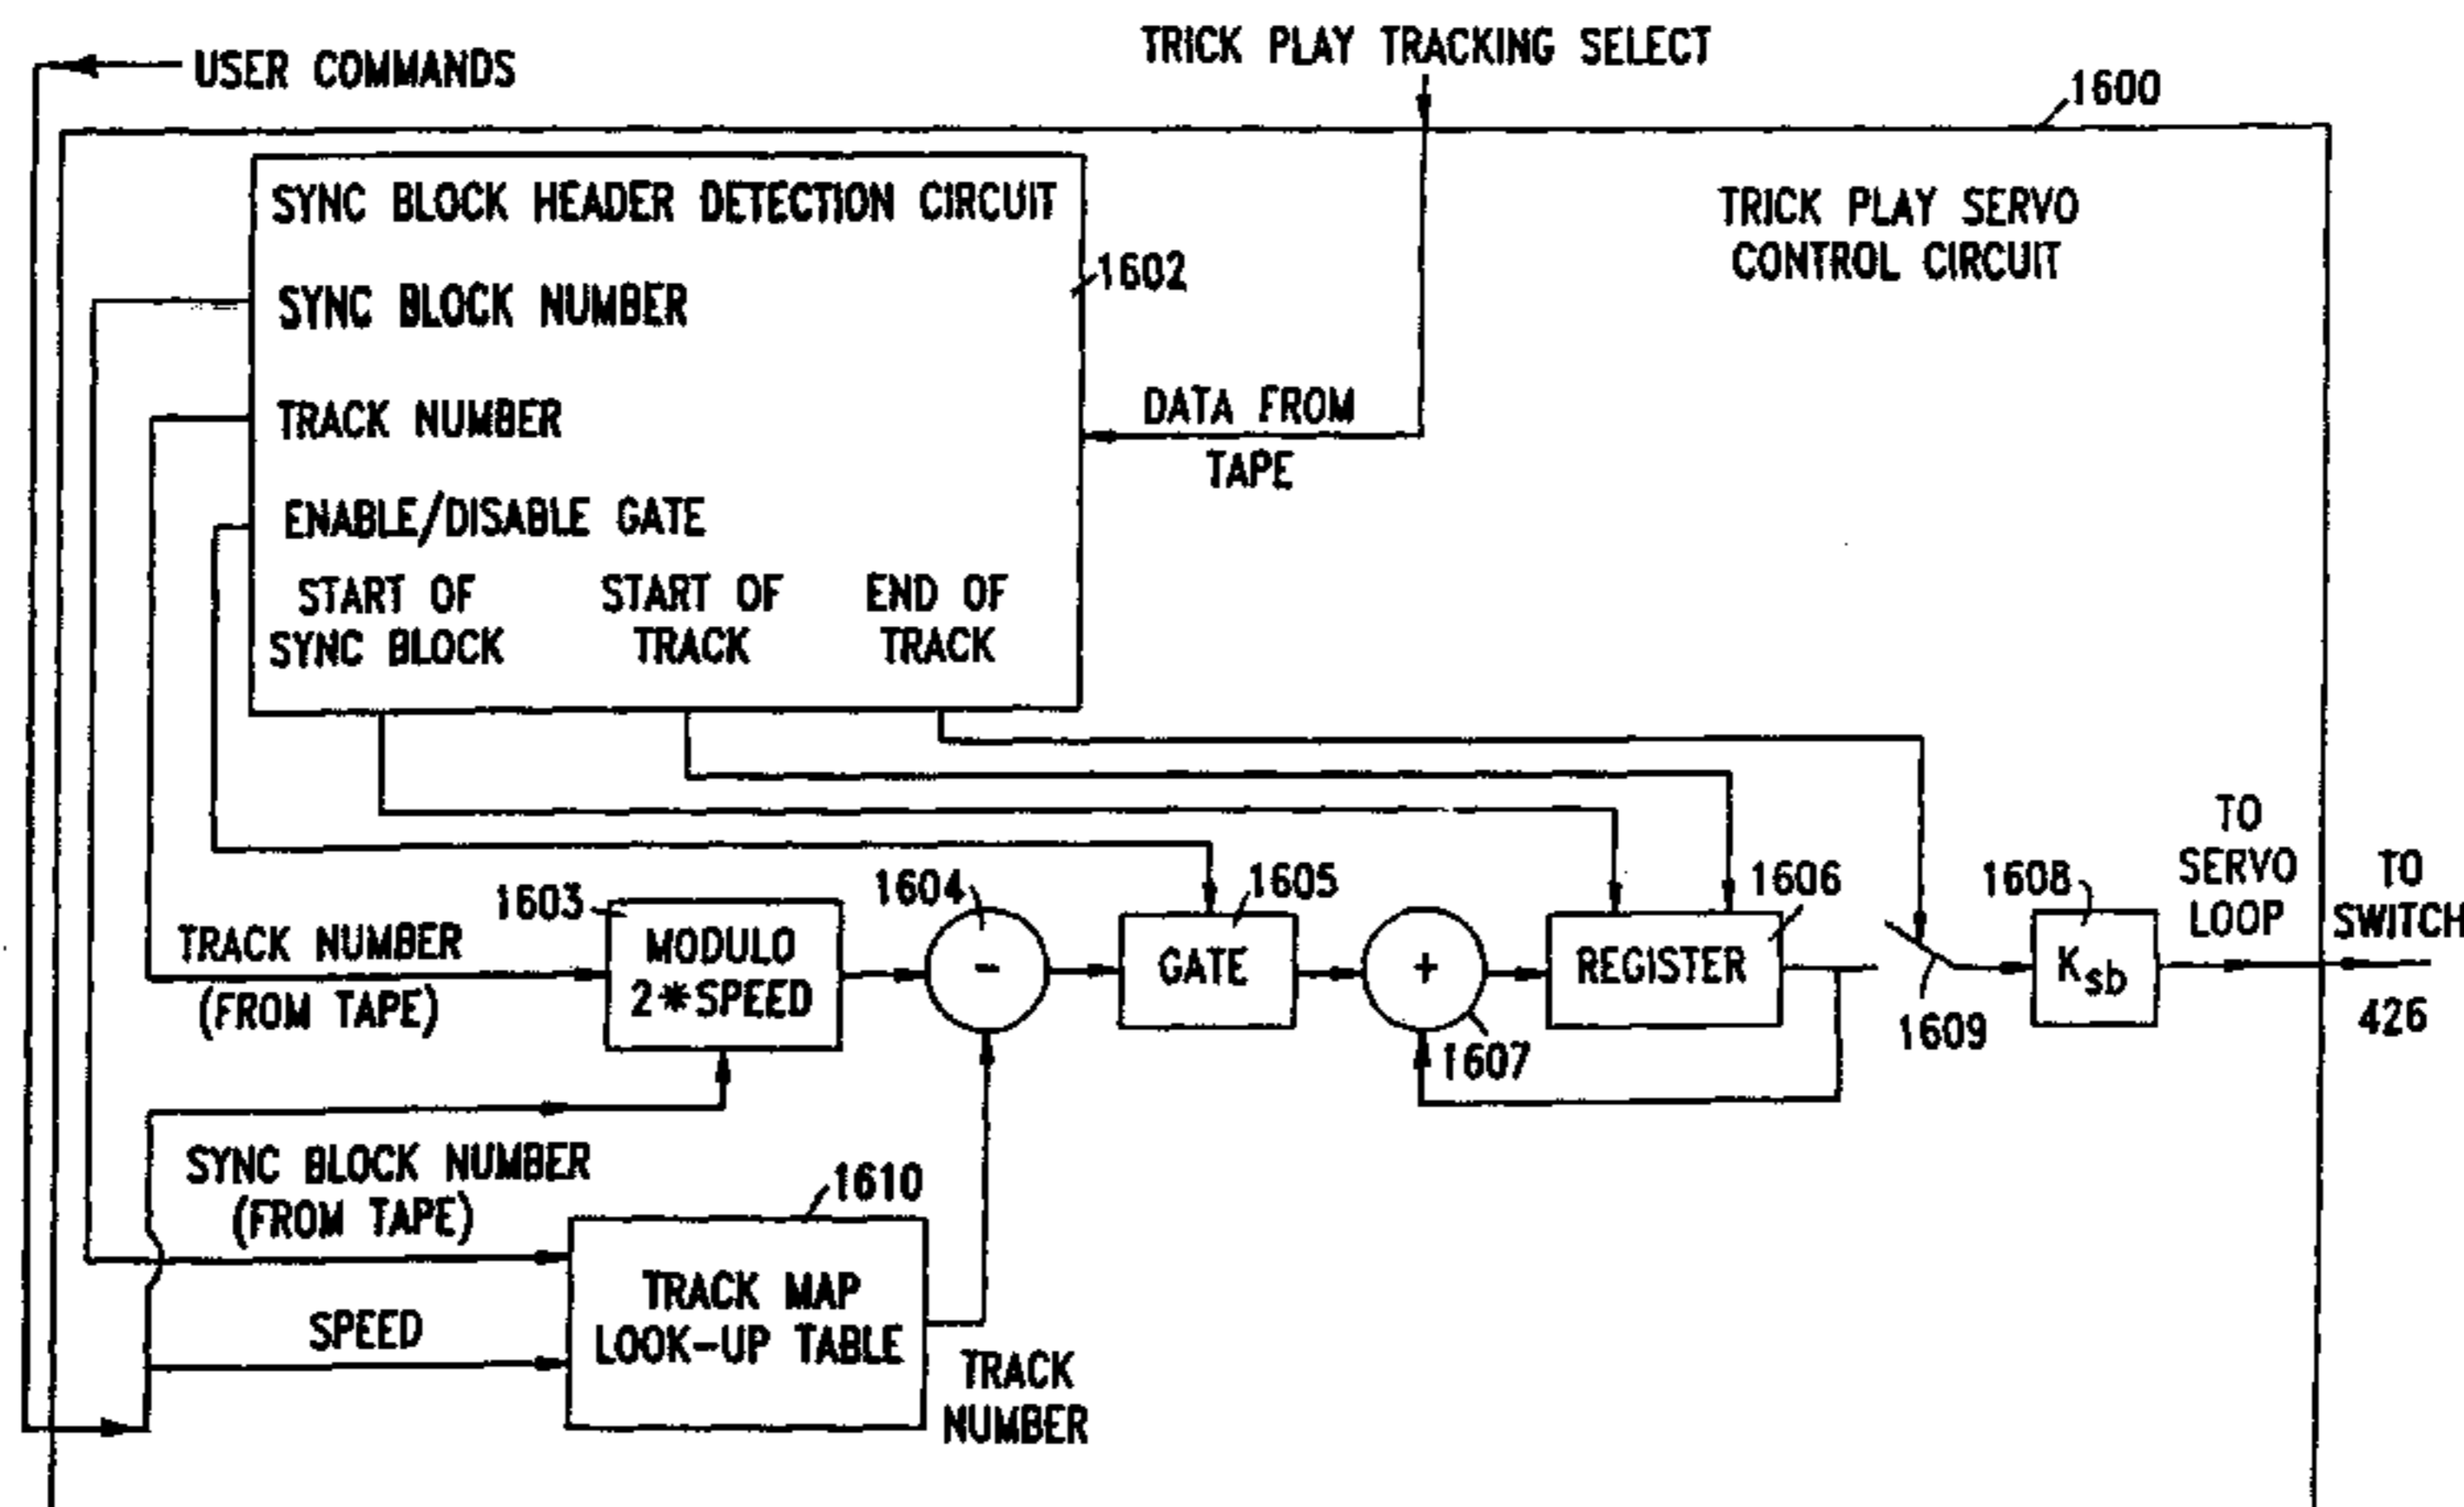 USER COMMANDS
TRICK PLAY TRACKING SELECT
1600
SYNC BLOCK HEADER DETECTION CIRCUIT
TRICK PLAY SERVO
CONTROL CIRCUIT
1602
SYNC BLOCK NUMBER
TRACK NUMBER
DATA FROM
TAPE
ENABLE/DISABLE GATE
START OF
SYNC BLOCK
START OF
TRACK
END OF
TRACK
TO
SERVO
LOOP
TO
SWITCH
426
1603
1604
1605
1606
1608
TRACK NUMBER
(FROM TAPE)
MODULO
2*SPEED
-
GATE
+
REGISTER
Ksb
1607
1609
SYNC BLOCK NUMBER
(FROM TAPE)
1610
SPEED
TRACK MAP
LOOK-UP TABLE
TRACK
NUMBER